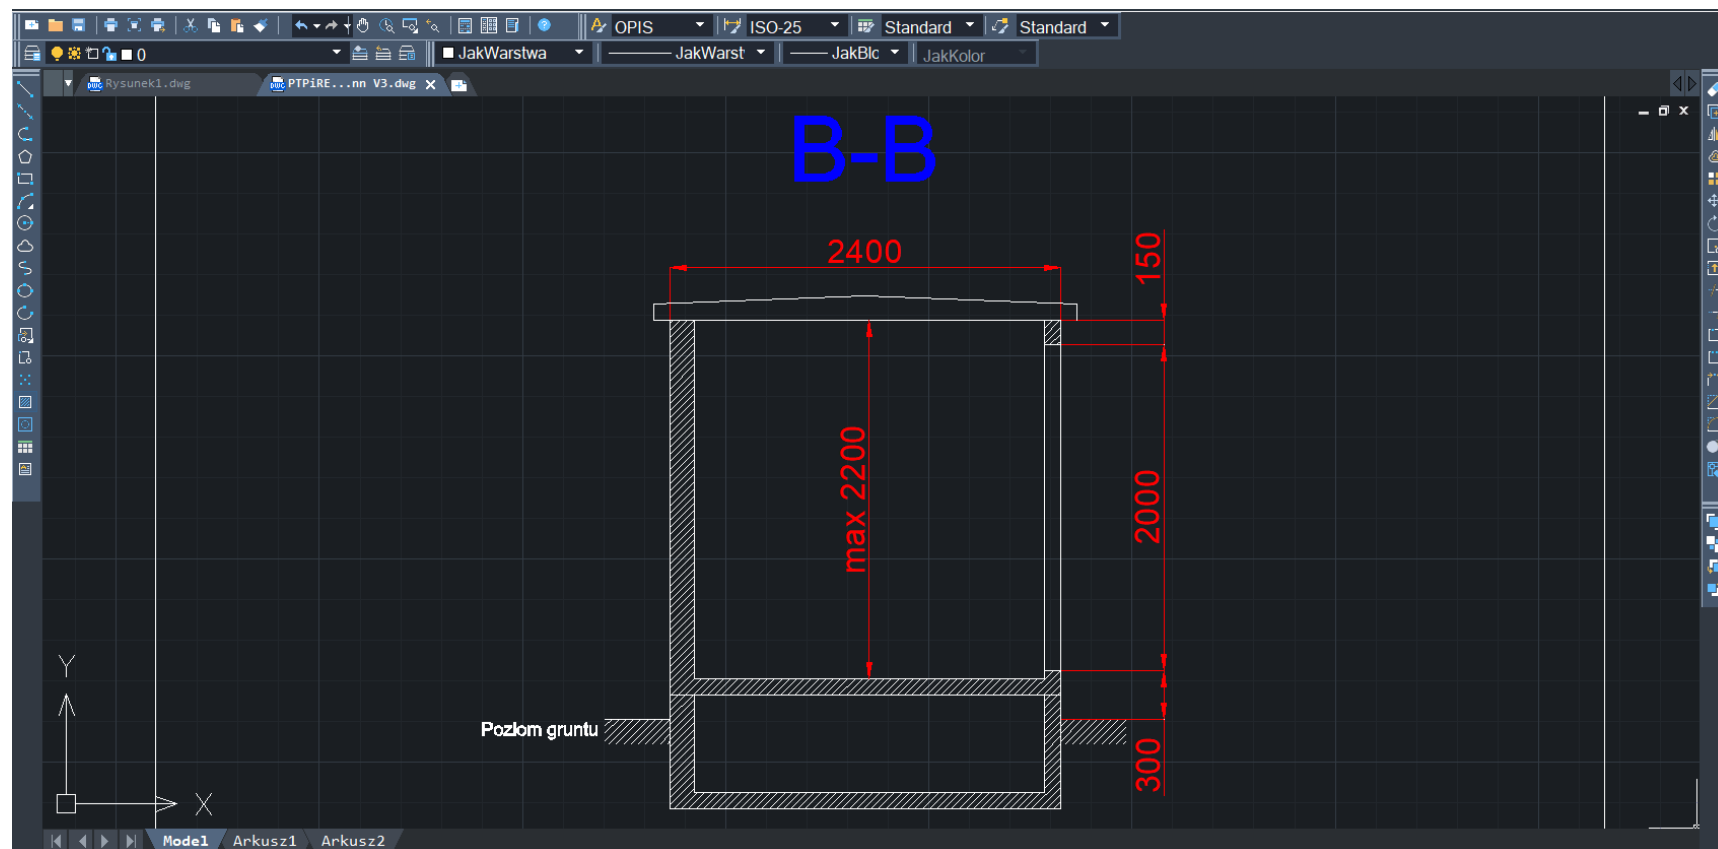 OPIS
ISO-25
Standard
Standard
0
JakWarstwa
JakWarst
JakBlo
JakKolor
Rysunek1.dwg
PTPiRE...nn V3.dwg
B-B
2400
150
max 2200
2000
Poziom gruntu
300
Y
X
Model
Arkusz1
Arkusz2